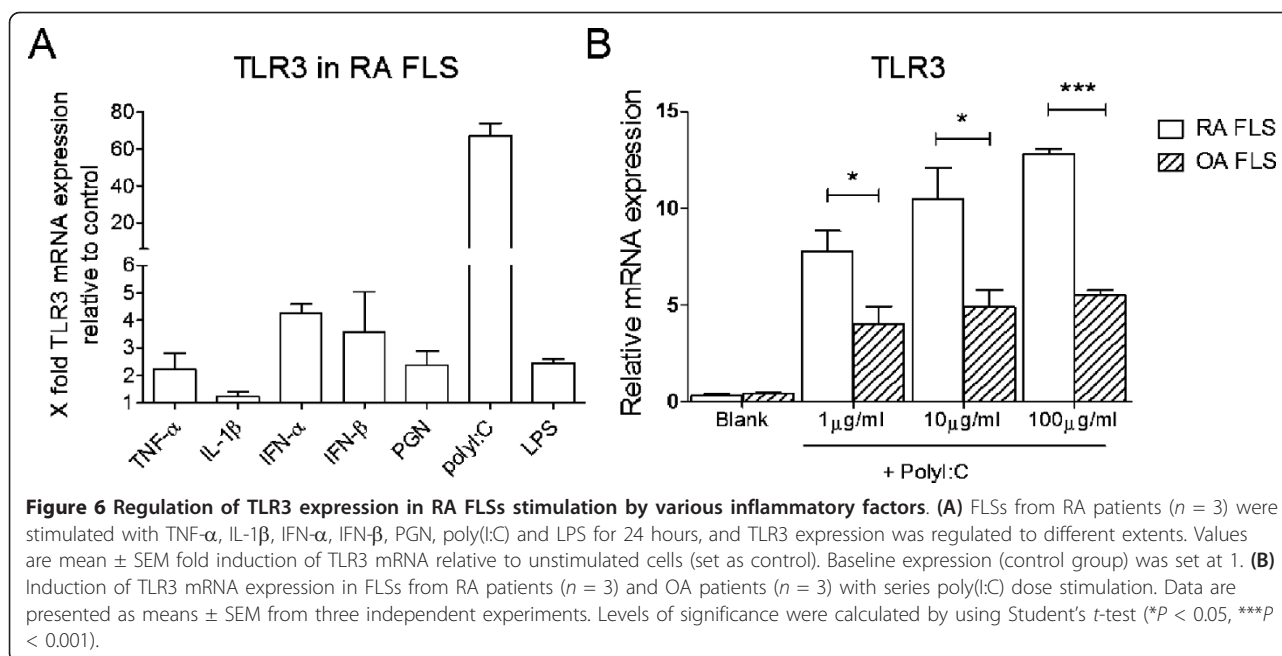 A
TLR3 in RA FLS
X fold TLR3 mRNA expression
relative to control
80
60
40
20
6
5
4
3
2
1
TNF-α
IL-1β
IFN-α
IFN-β
PGN
polyI:C
LPS
B
TLR3
Relative mRNA expression
15
10
5
0
*
*
***
RA FLS
OA FLS
Blank
1μg/ml
10μg/ml
100μg/ml
+ PolyI:C
Figure 6 Regulation of TLR3 expression in RA FLSs stimulation by various inflammatory factors. (A) FLSs from RA patients (n = 3) were
stimulated with TNF-α, IL-1β, IFN-α, IFN-β, PGN, poly(I:C) and LPS for 24 hours, and TLR3 expression was regulated to different extents. Values
are mean ± SEM fold induction of TLR3 mRNA relative to unstimulated cells (set as control). Baseline expression (control group) was set at 1. (B)
Induction of TLR3 mRNA expression in FLSs from RA patients (n = 3) and OA patients (n = 3) with series poly(I:C) dose stimulation. Data are
presented as means ± SEM from three independent experiments. Levels of significance were calculated by using Student's t-test (*P < 0.05, ***P
< 0.001).